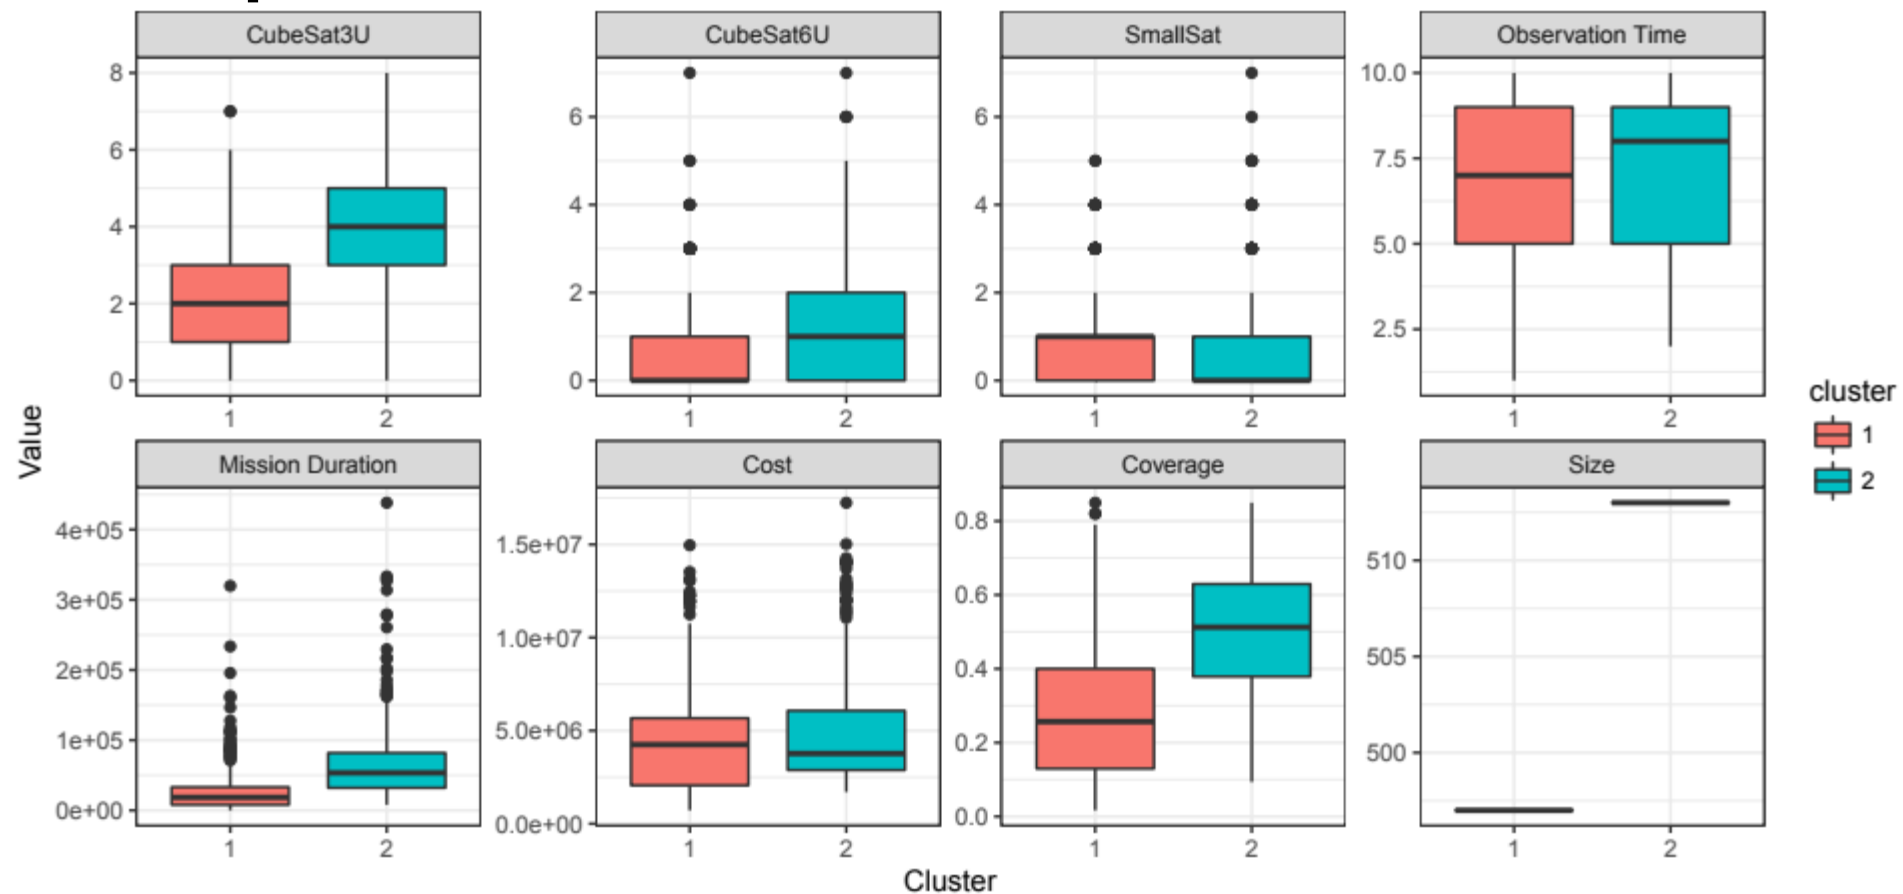 CubeSat3U CubeSat6U SmallSat Observation Time
8 6 4 2 0
6 4 2 0
6 4 2 0
10.0 7.5 5.0 2.5
1 2 1 2 1 2 1 2
Value
cluster
1
2
Mission Duration Cost Coverage Size
4e+05 3e+05 2e+05 1e+05 0e+00
1.5e+07 1.0e+07 5.0e+06 0.0e+00
0.8 0.6 0.4 0.2 0.0
510 505 500
1 2 1 2 1 2 1 2
Cluster